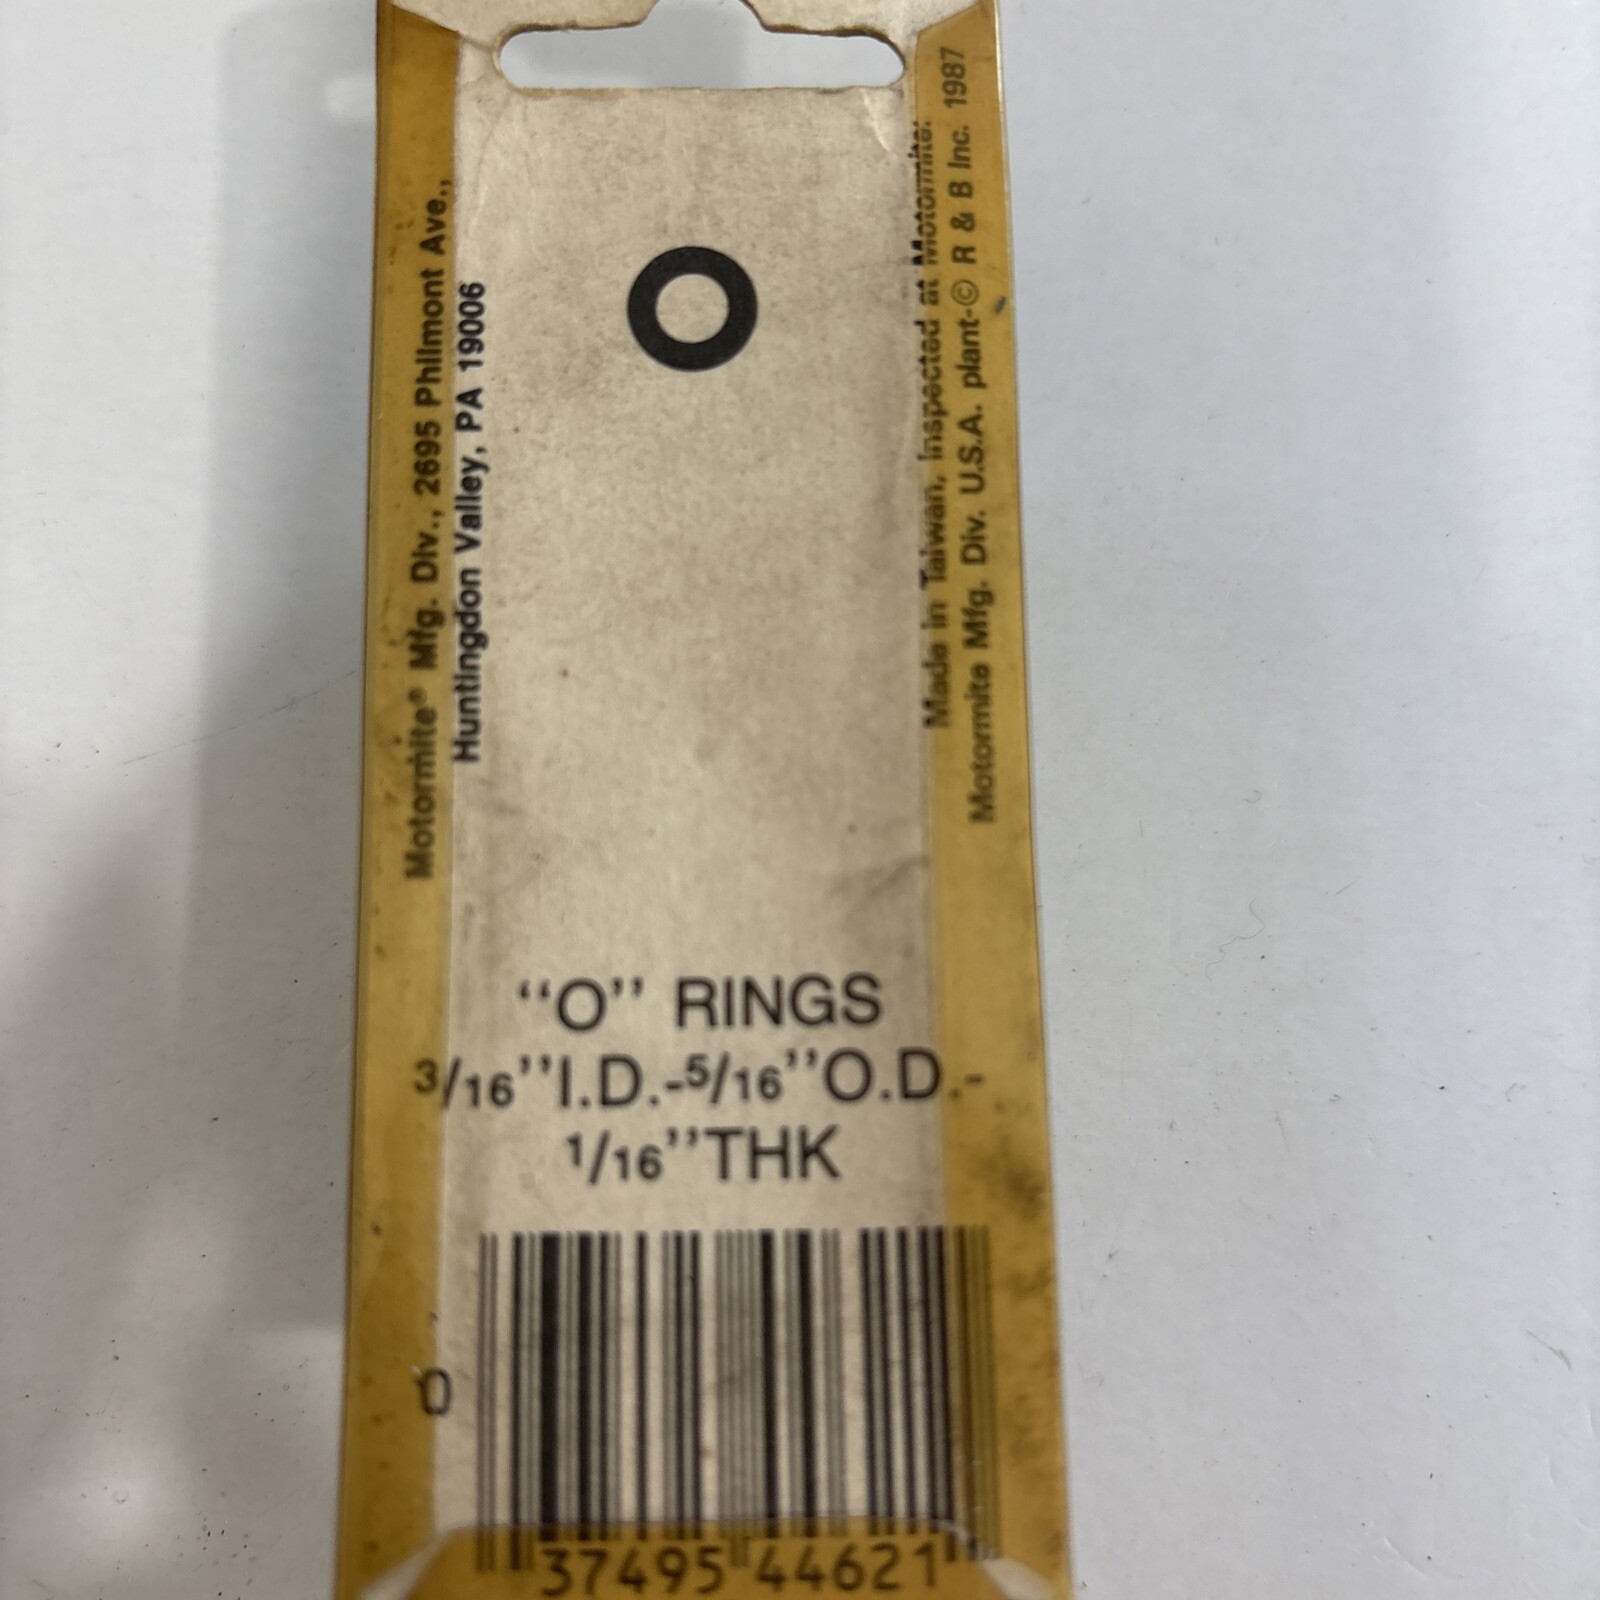 Motormite® Mfg. Div., 2695 Philmont Ave.,
Huntingdon Valley, PA 19006
Made in Taiwan, Inspected at Motormite.
Motormite Mfg. Div. U.S.A. plant-© R & B Inc. 1987
“O” RINGS
3/16”I.D.-5/16”O.D.-
1/16”THK
0 37495 44621